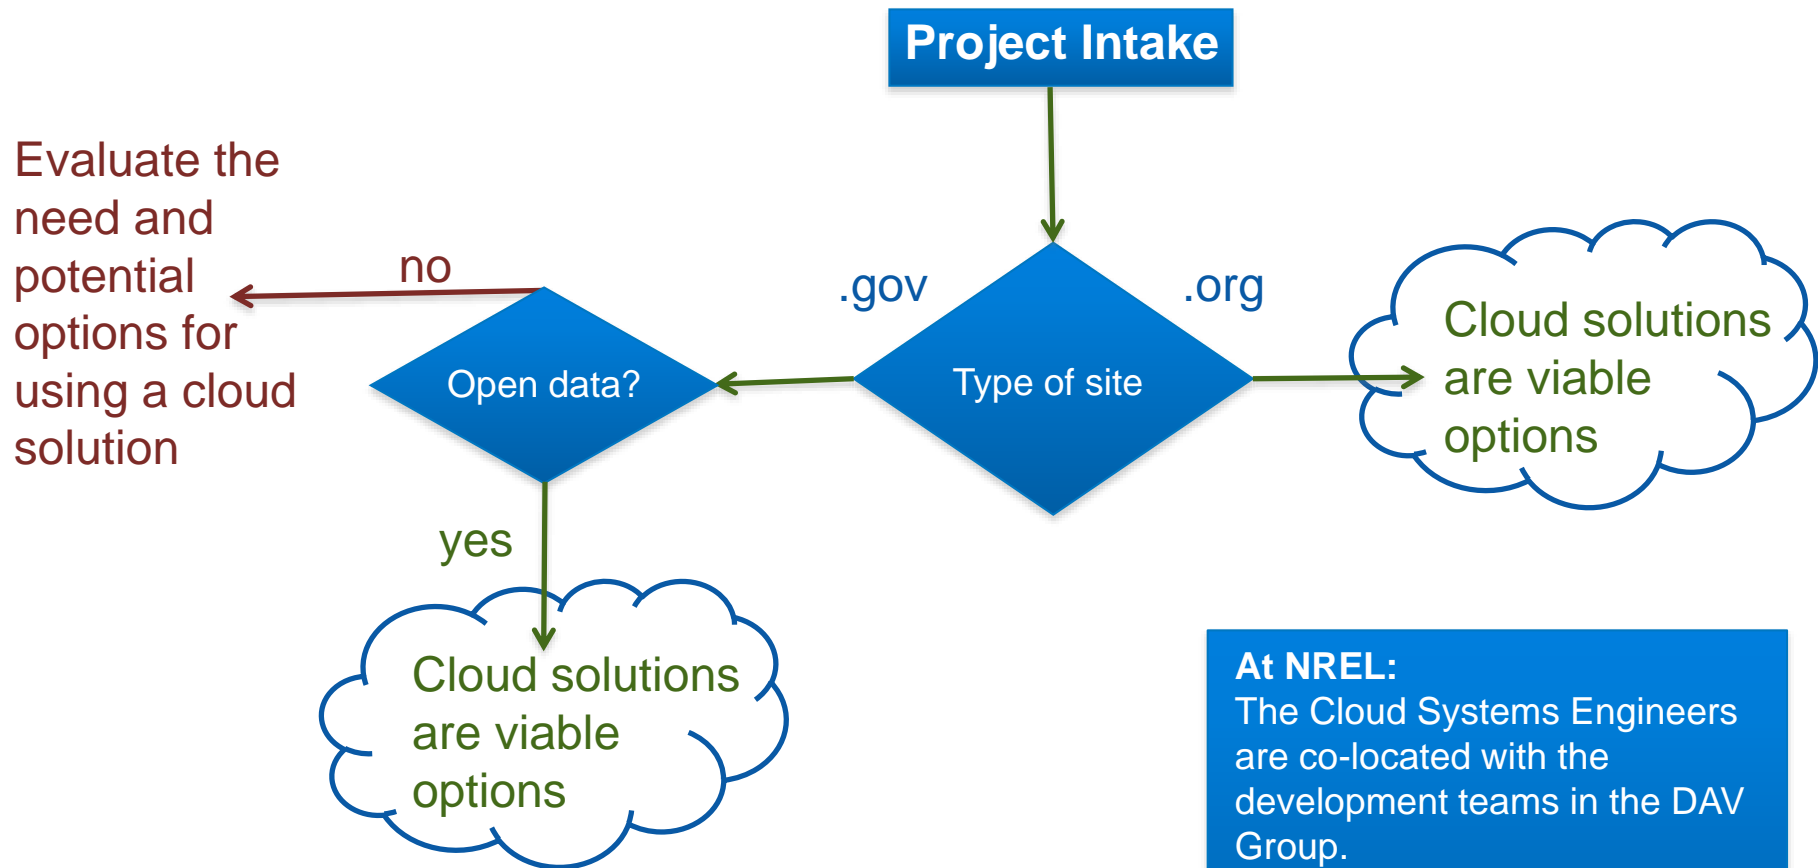 Project Intake
Evaluate the
need and
potential
options for
using a cloud
solution
no
.gov
.org
Open data?
Type of site
Cloud solutions
are viable
options
yes
Cloud solutions
are viable
options
At NREL:
The Cloud Systems Engineers
are co-located with the
development teams in the DAV
Group.